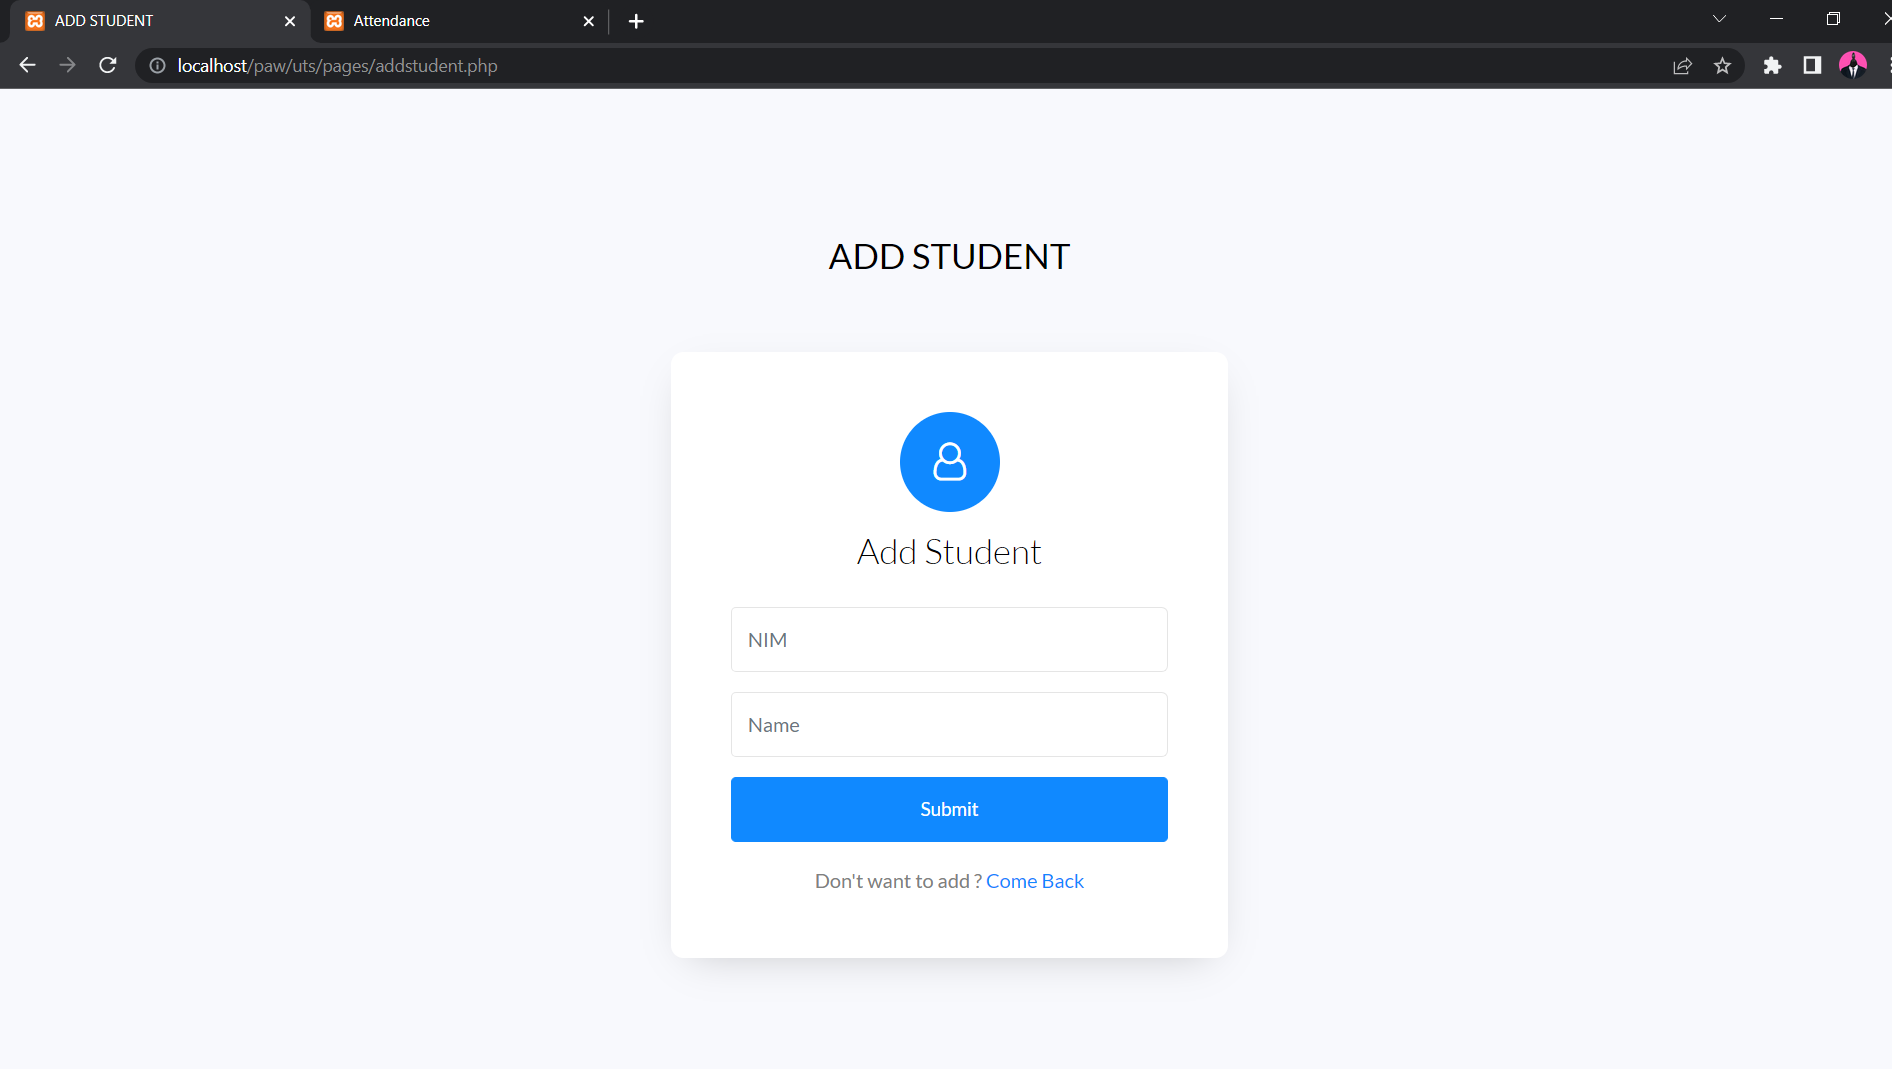 ADD STUDENT
Attendance
localhost/paw/uts/pages/addstudent.php
ADD STUDENT
Add Student
NIM
Name
Submit
Don't want to add ? Come Back